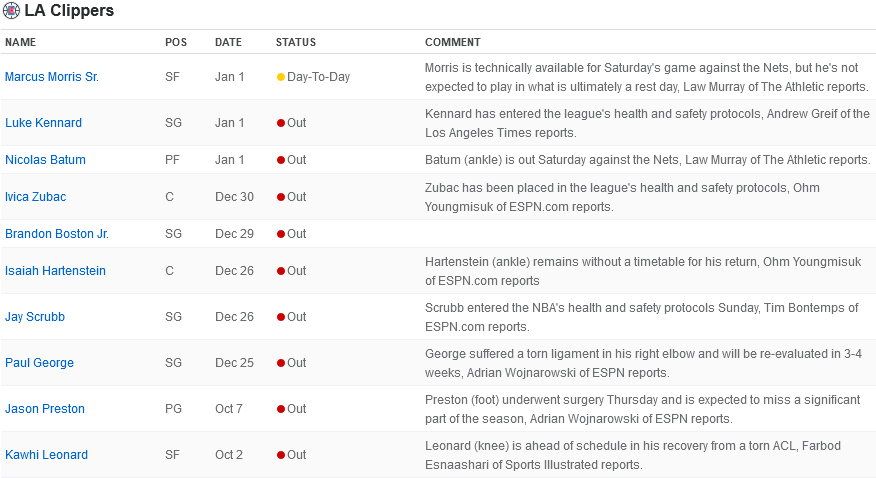 LA Clippers
NAME POS DATE STATUS COMMENT
Marcus Morris Sr. SF Jan 1 Day-To-Day Morris is technically available for Saturday's game against the Nets, but he's not
expected to play in what is ultimately a rest day, Law Murray of The Athletic reports.
Luke Kennard SG Jan 1 Out Kennard has entered the league's health and safety protocols, Andrew Greif of the
Los Angeles Times reports.
Nicolas Batum PF Jan 1 Out Batum (ankle) is out Saturday against the Nets, Law Murray of The Athletic reports.
Ivica Zubac C Dec 30 Out Zubac has been placed in the league's health and safety protocols, Ohm
Youngmisuk of ESPN.com reports.
Brandon Boston Jr. SG Dec 29 Out
Isaiah Hartenstein C Dec 26 Out Hartenstein (ankle) remains without a timetable for his return, Ohm Youngmisuk
of ESPN.com reports
Jay Scrubb SG Dec 26 Out Scrubb entered the NBA's health and safety protocols Sunday, Tim Bontemps of
ESPN.com reports.
Paul George SG Dec 25 Out George suffered a torn ligament in his right elbow and will be re-evaluated in 3-4
weeks, Adrian Wojnarowski of ESPN reports.
Jason Preston PG Oct 7 Out Preston (foot) underwent surgery Thursday and is expected to miss a significant
part of the season, Adrian Wojnarowski of ESPN reports.
Kawhi Leonard SF Oct 2 Out Leonard (knee) is ahead of schedule in his recovery from a torn ACL, Farbod
Esnaashari of Sports Illustrated reports.